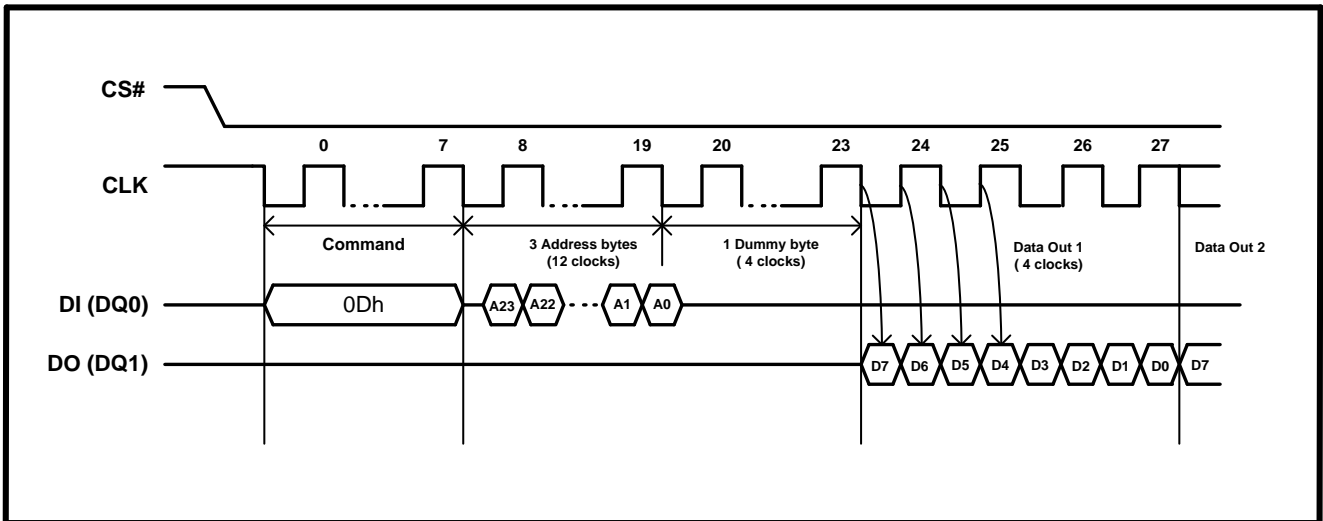 CS#
0 7 8 19 20 23 24 25 26 27
CLK
Command
3 Address bytes
(12 clocks)
1 Dummy byte
( 4 clocks)
Data Out 1
( 4 clocks)
Data Out 2
DI (DQ0)
0Dh
A23 A22 A1 A0
DO (DQ1)
D7 D6 D5 D4 D3 D2 D1 D0 D7